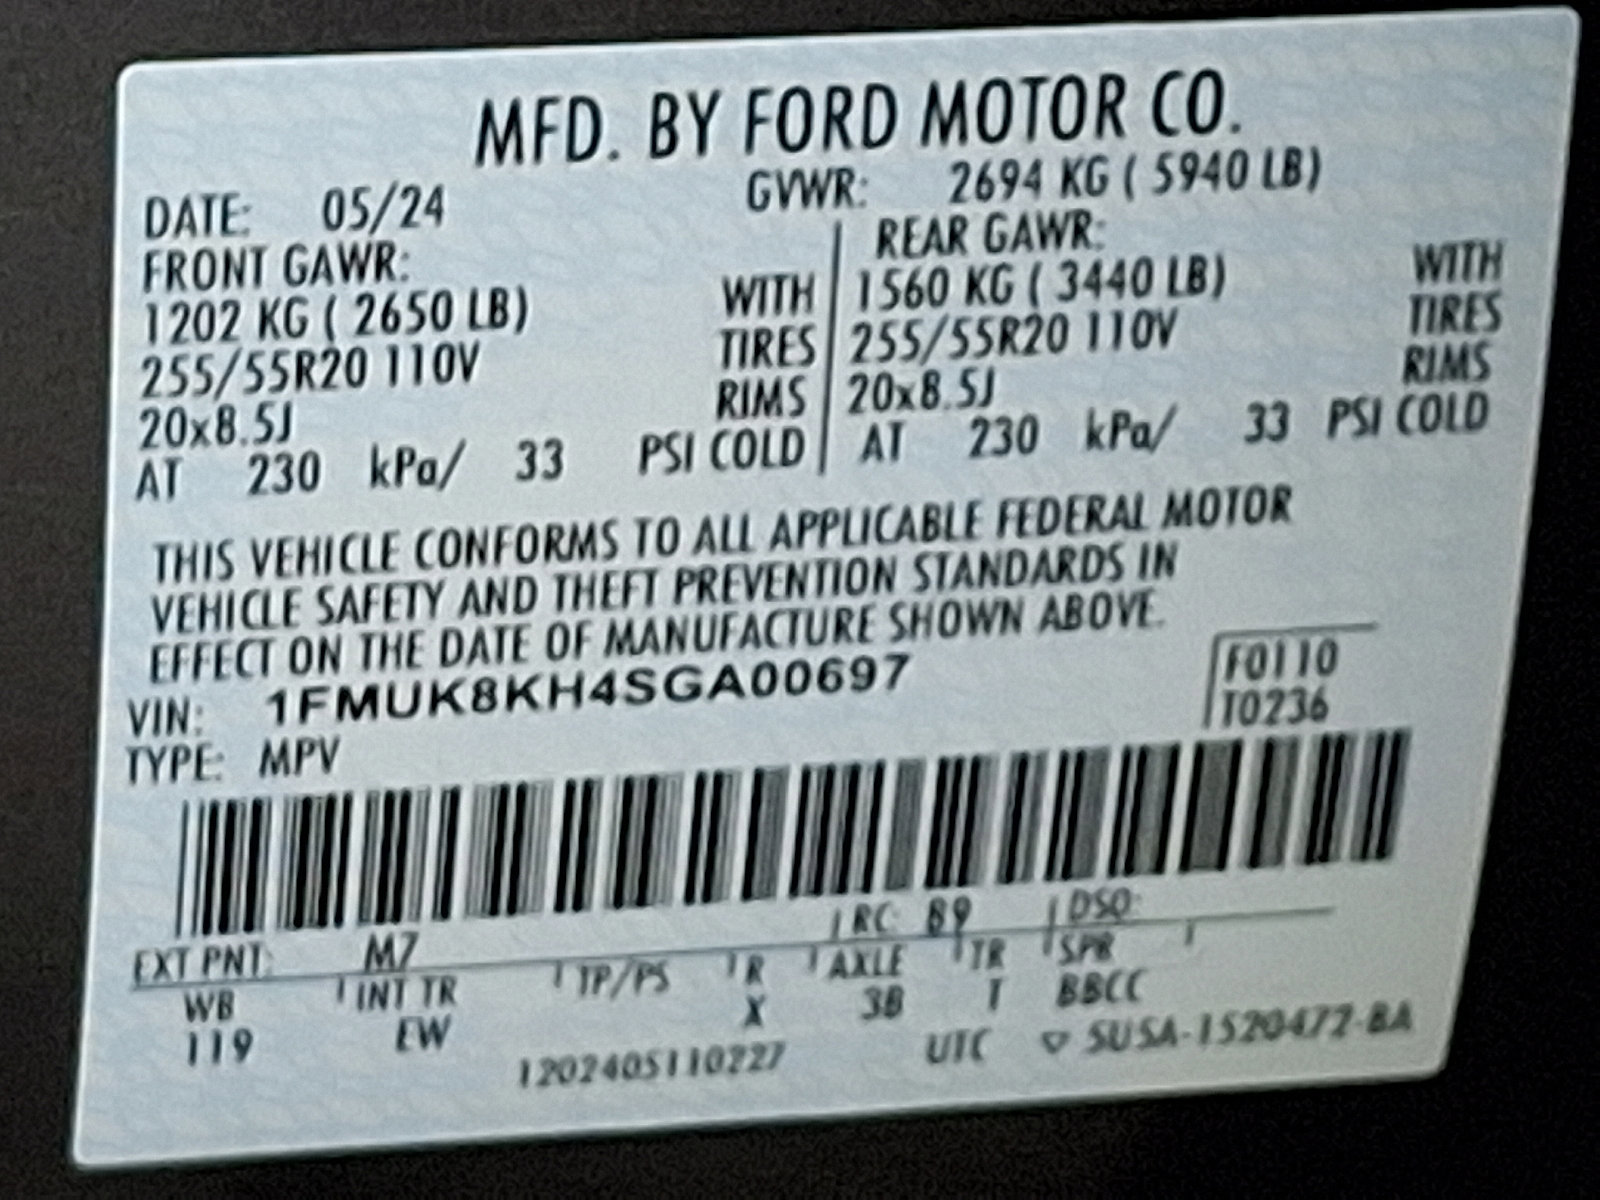 MFD. BY FORD MOTOR CO.
DATE: 05/24 GVWR: 2694 KG ( 5940 LB)
FRONT GAWR: REAR GAWR:
1202 KG ( 2650 LB) WITH 1560 KG ( 3440 LB) WITH
255/55R20 110V TIRES 255/55R20 110V TIRES
20x8.5J RIMS 20x8.5J RIMS
AT 230 kPa/ 33 PSI COLD AT 230 kPa/ 33 PSI COLD
THIS VEHICLE CONFORMS TO ALL APPLICABLE FEDERAL MOTOR
VEHICLE SAFETY AND THEFT PREVENTION STANDARDS IN
EFFECT ON THE DATE OF MANUFACTURE SHOWN ABOVE.
VIN: 1FMUK8KH4SGA00697 F0110
TYPE: MPV T0236
EXT PNT: M7 RC: B9 DSO:
WB INT TR TP/PS R AXLE TR SPR
119 EW X 3B T BBCC
1202405110227 UTC ▽ 5USA-1520472-BA